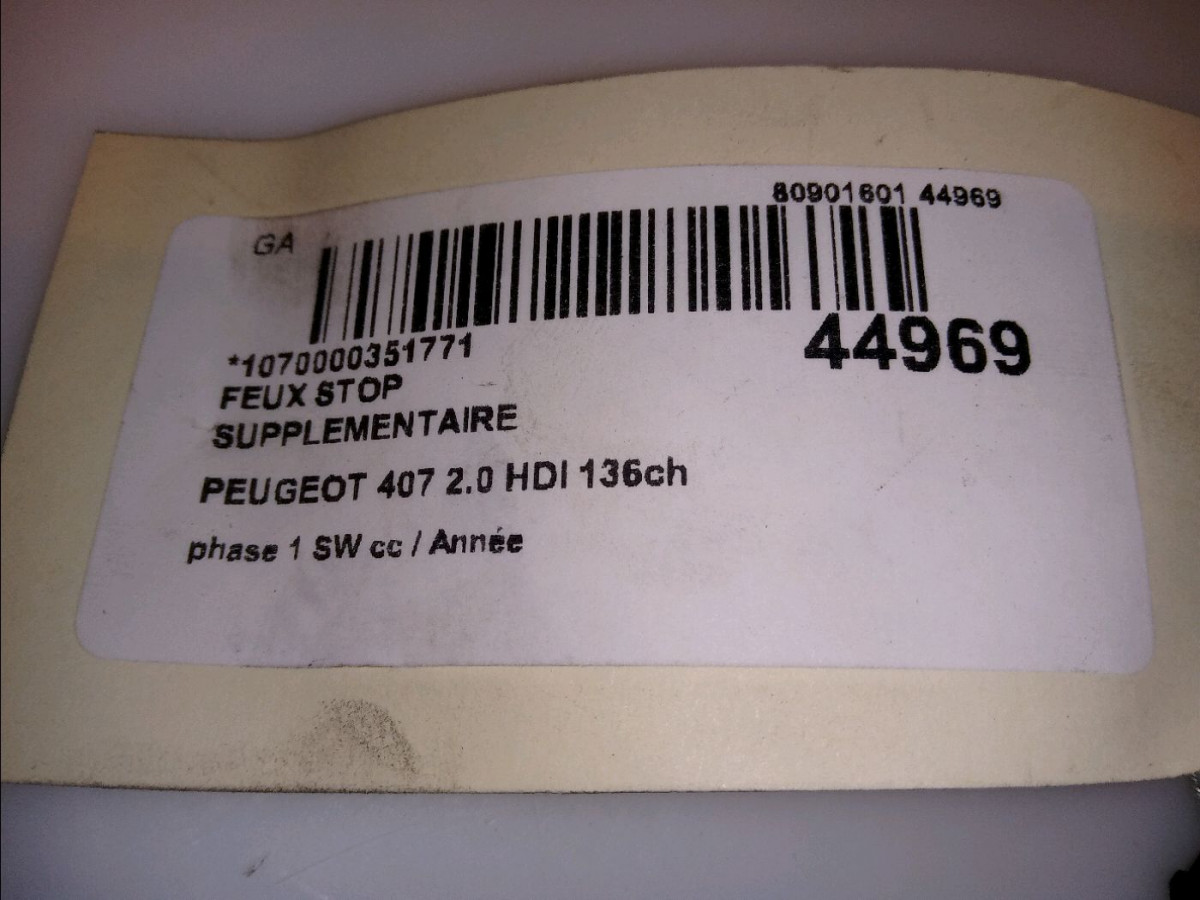 80901601 44969
GA
44969
*1070000351771
FEUX STOP
SUPPLEMENTAIRE
PEUGEOT 407 2.0 HDI 136ch
phase 1 SW cc / Année